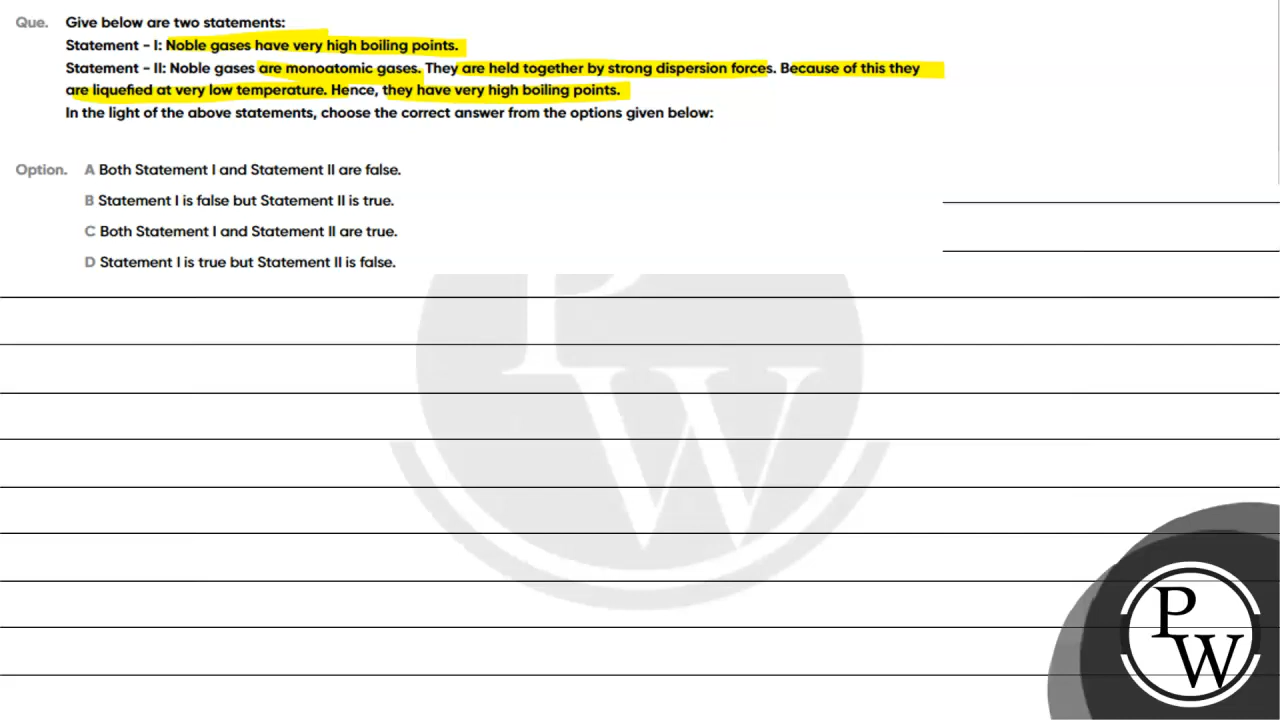 Que. Give below are two statements:
Statement - I: Noble gases have very high boiling points.
Statement - II: Noble gases are monoatomic gases. They are held together by strong dispersion forces. Because of this they
are liquefied at very low temperature. Hence, they have very high boiling points.
In the light of the above statements, choose the correct answer from the options given below:
Option. A Both Statement I and Statement II are false.
B Statement I is false but Statement II is true.
C Both Statement I and Statement II are true.
D Statement I is true but Statement II is false.
W
P
W